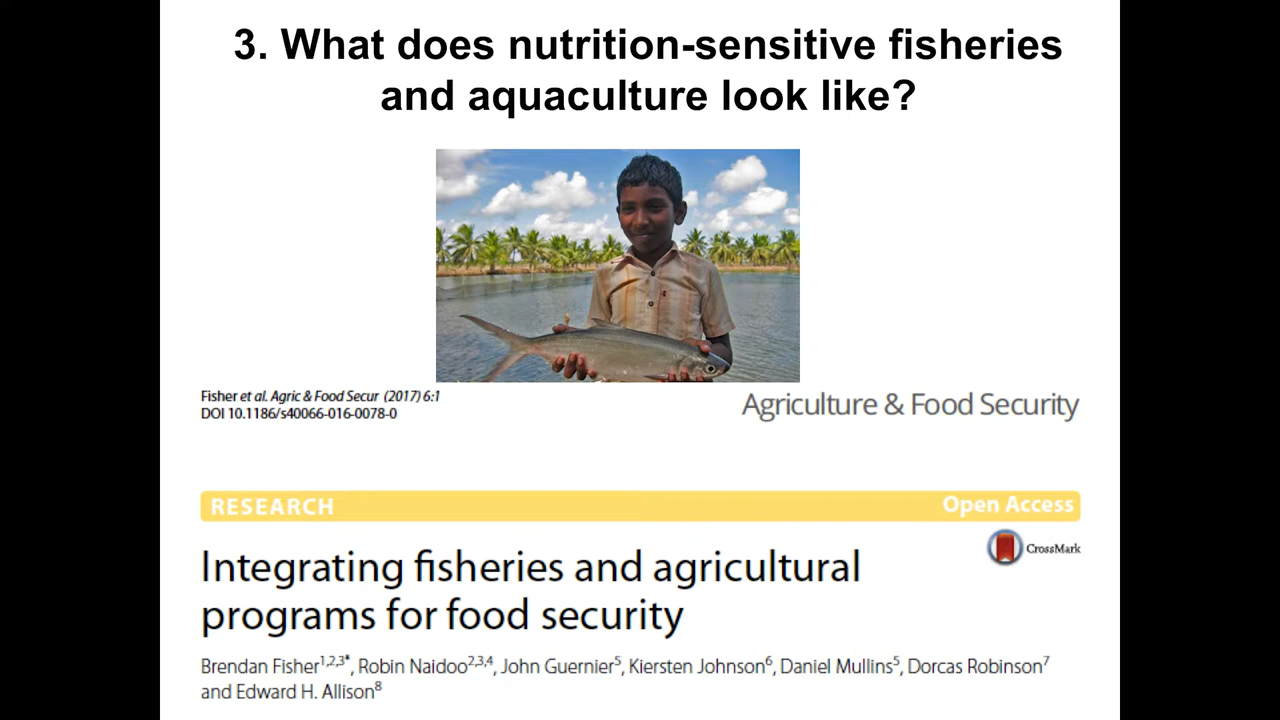 3. What does nutrition-sensitive fisheries
and aquaculture look like?
Fisher et al. Agric & Food Secur (2017) 6:1
DOI 10.1186/s40066-016-0078-0
Agriculture & Food Security
RESEARCH
Open Access
CrossMark
Integrating fisheries and agricultural
programs for food security
Brendan Fisher1,2,3*, Robin Naidoo2,3,4, John Guernier5, Kiersten Johnson6, Daniel Mullins5, Dorcas Robinson7
and Edward H. Allison8